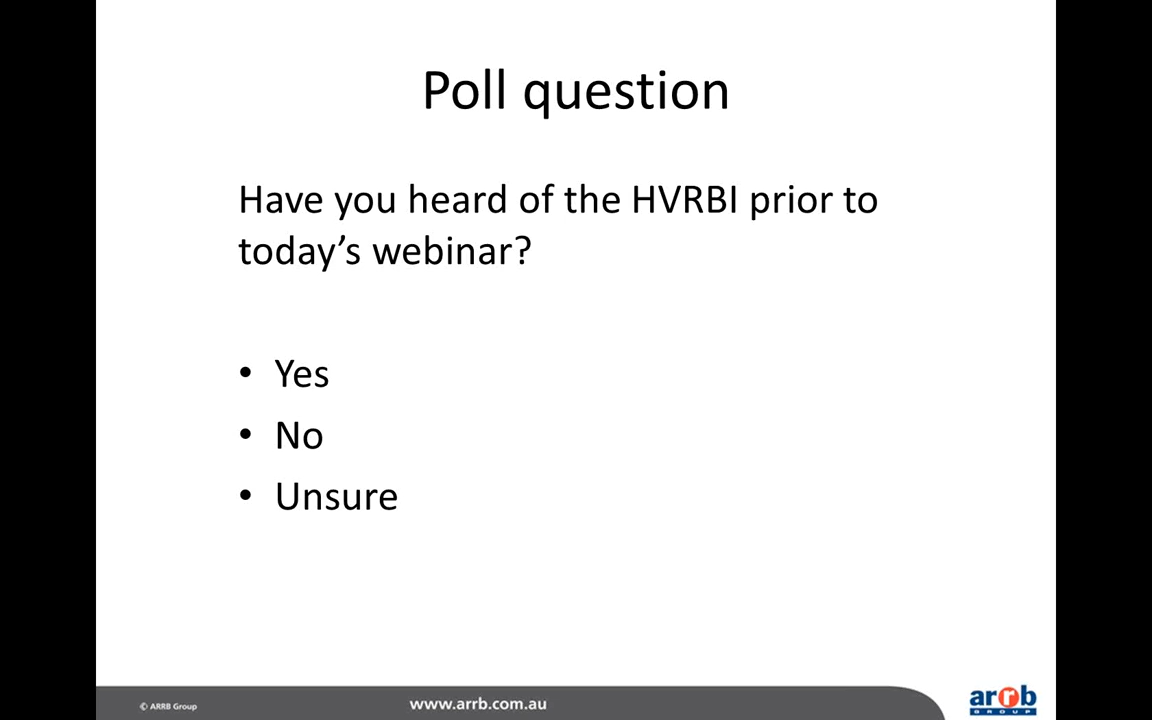 Poll question
Have you heard of the HVRBI prior to
today’s webinar?
• Yes
• No
• Unsure
© ARRB Group
www.arrb.com.au
arrb
GROUP